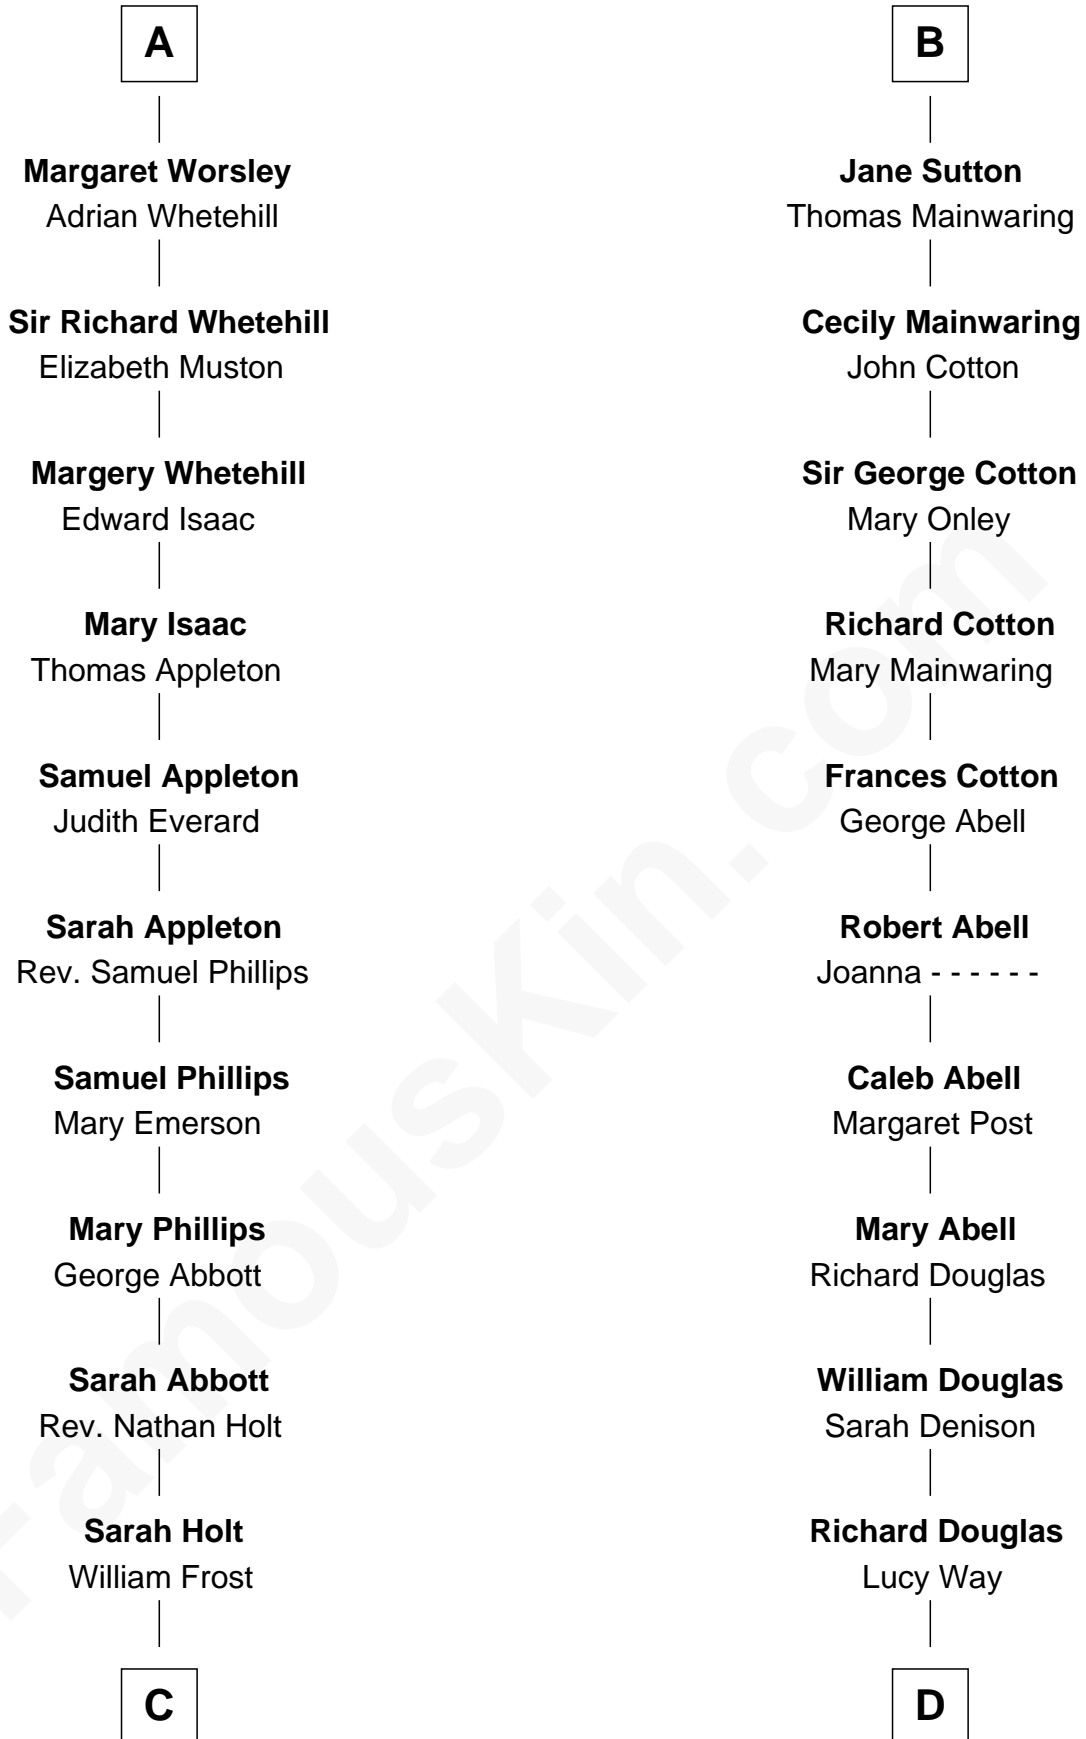 A
Margaret Worsley
Adrian Whetehill
Sir Richard Whetehill
Elizabeth Muston
Margery Whetehill
Edward Isaac
Mary Isaac
Thomas Appleton
Samuel Appleton
Judith Everard
Sarah Appleton
Rev. Samuel Phillips
Samuel Phillips
Mary Emerson
Mary Phillips
George Abbott
Sarah Abbott
Rev. Nathan Holt
Sarah Holt
William Frost
C
B
Jane Sutton
Thomas Mainwaring
Cecily Mainwaring
John Cotton
Sir George Cotton
Mary Onley
Richard Cotton
Mary Mainwaring
Frances Cotton
George Abell
Robert Abell
Joanna - - - - - -
Caleb Abell
Margaret Post
Mary Abell
Richard Douglas
William Douglas
Sarah Denison
Richard Douglas
Lucy Way
D
FamousKin.com